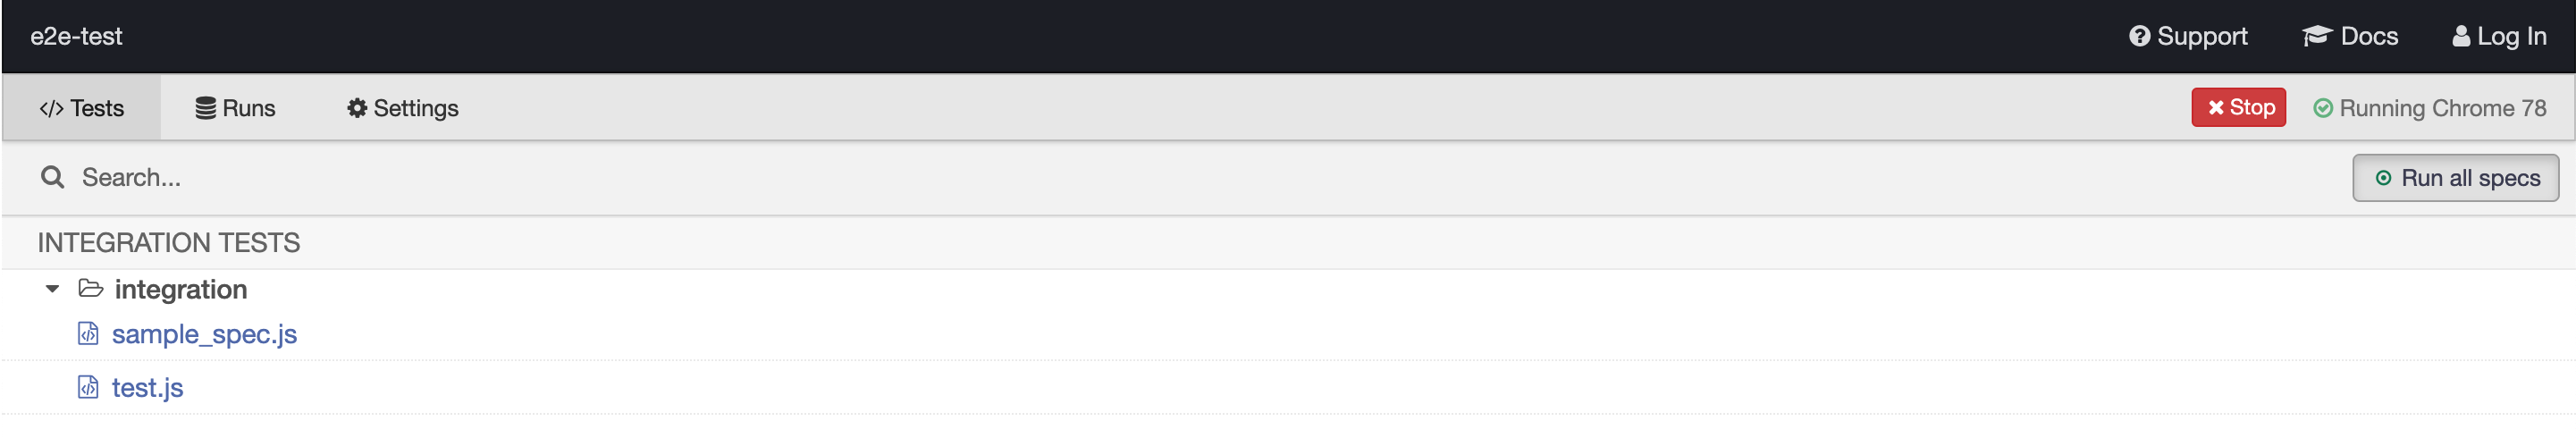 e2e-test Support Docs Log In
Tests Runs Settings Stop Running Chrome 78
Search... Run all specs
INTEGRATION TESTS
integration
sample_spec.js
test.js